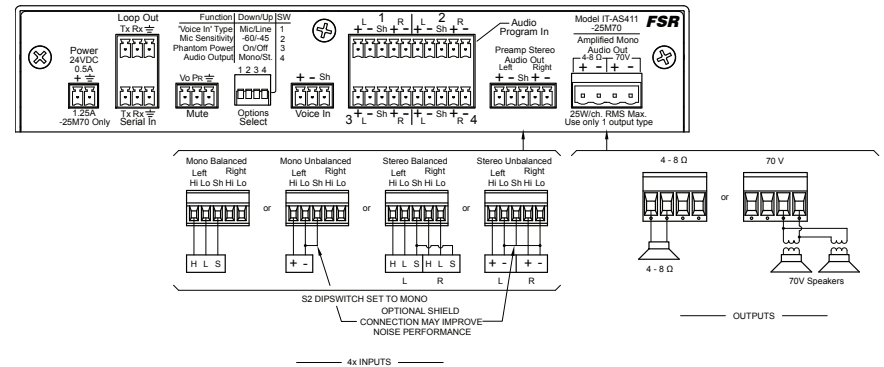 Loop Out
Tx Rx
Power
24VDC
0.5A
+
1.25A
-25M70 Only
Tx Rx
Serial In
Function Down/Up SW
"Voice In" Type Mic/Line 1
Mic Sensitivity -60/-45 2
Phantom Power On/Off 3
Audio Output Mono/St. 4
Vo PR
Mute
1 2 3 4
Options
Select
+ - Sh
Voice In
1 2
L R L R
+ - Sh + - + - Sh + -
+ - Sh + - + - Sh + -
3 L R L R 4
Audio
Program In
Preamp Stereo
Audio Out
Left Right
+ - Sh + -
Model IT-AS411
-25M70
FSR
Amplified Mono
Audio Out
4-8 Ω 70V
+ - + -
25W/ch. RMS Max.
Use only 1 output type
Mono Balanced
Left Right
Hi Lo Sh Hi Lo
H L S
or
Mono Unbalanced
Left Right
Hi Lo Sh Hi Lo
+ -
or
Stereo Balanced
Left Right
Hi Lo Sh Hi Lo
H L S H L S
L R
or
Stereo Unbalanced
Left Right
Hi Lo Sh Hi Lo
+ - + -
L R
S2 DIPSWITCH SET TO MONO
OPTIONAL SHIELD
CONNECTION MAY IMPROVE
NOISE PERFORMANCE
4x INPUTS
4 - 8 Ω
or
70 V
4 - 8 Ω
70V Speakers
OUTPUTS